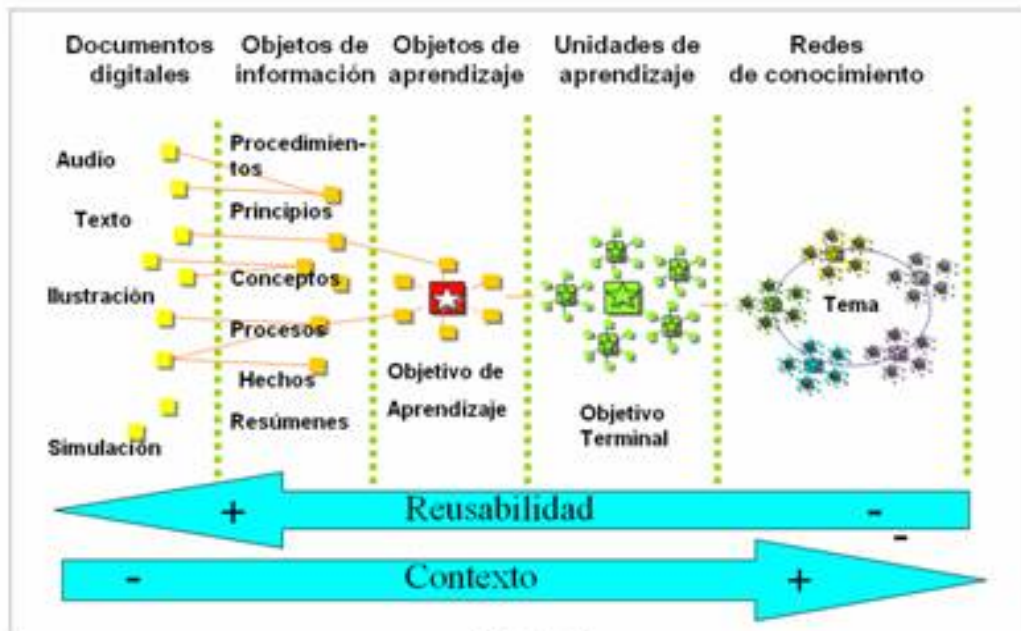 Documentos digitales
Objetos de información
Objetos de aprendizaje
Unidades de aprendizaje
Redes de conocimiento
Audio
Texto
Ilustración
Simulación
Procedimien-
tos
Principios
Conceptos
Procesos
Hechos
Resúmenes
Objetivo de
Aprendizaje
Objetivo
Terminal
Tema
+ Reusabilidad -
-
- Contexto +